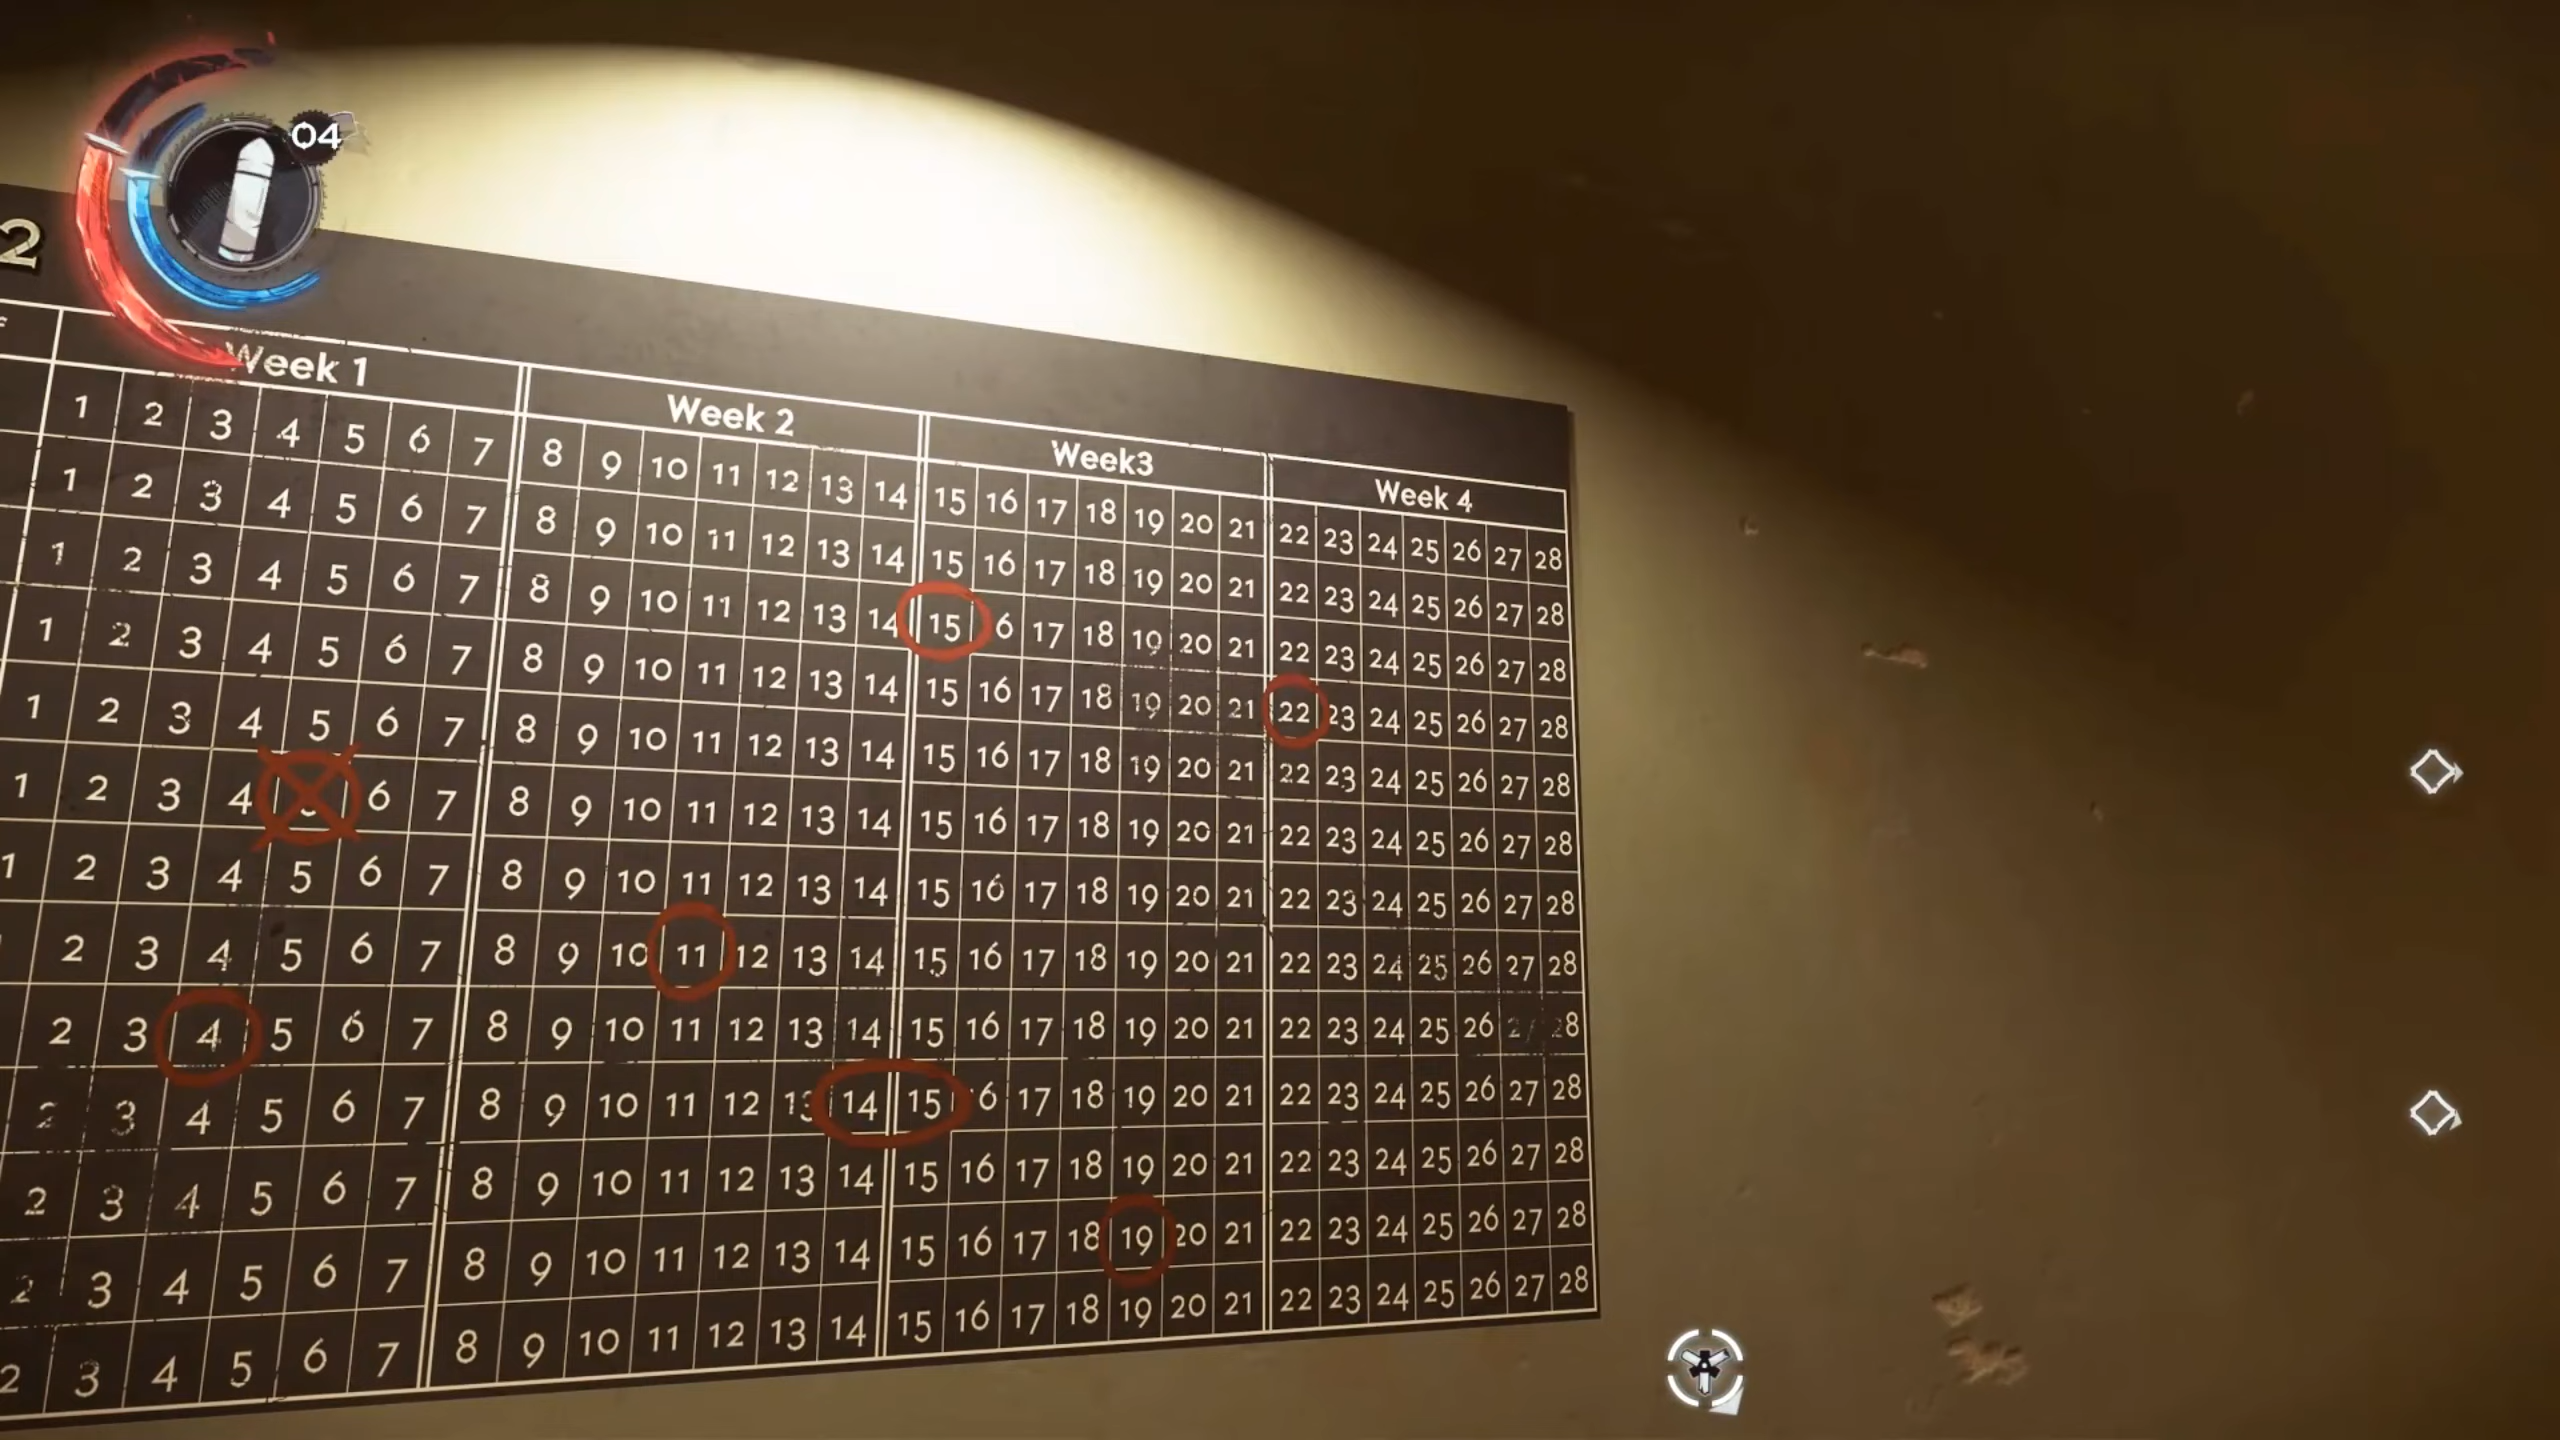 04
2
Week 1 Week 2 Week3 Week 4
1 2 3 4 5 6 7 8 9 10 11 12 13 14 15 16 17 18 19 20 21 22 23 24 25 26 27 28
1 2 3 4 5 6 7 8 9 10 11 12 13 14 15 16 17 18 19 20 21 22 23 24 25 26 27 28
1 2 3 4 5 6 7 8 9 10 11 12 13 14 15 6 17 18 19 20 21 22 23 24 25 26 27 28
1 2 3 4 5 6 7 8 9 10 11 12 13 14 15 16 17 18 19 20 21 22 23 24 25 26 27 28
1 2 3 4 5 6 7 8 9 10 11 12 13 14 15 16 17 18 19 20 21 22 23 24 25 26 27 28
1 2 3 4 6 7 8 9 10 11 12 13 14 15 16 17 18 19 20 21 22 23 24 25 26 27 28
1 2 3 4 5 6 7 8 9 10 11 12 13 14 15 16 17 18 19 20 21 22 23 24 25 26 27 28
2 3 4 5 6 7 8 9 10 11 12 13 14 15 16 17 18 19 20 21 22 23 24 25 26 27 28
2 3 4 5 6 7 8 9 10 11 12 13 14 15 16 17 18 19 20 21 22 23 24 25 26 27 28
2 3 4 5 6 7 8 9 10 11 12 13 14 15 6 17 18 19 20 21 22 23 24 25 26 27 28
2 3 4 5 6 7 8 9 10 11 12 13 14 15 16 17 18 19 20 21 22 23 24 25 26 27 28
2 3 4 5 6 7 8 9 10 11 12 13 14 15 16 17 18 19 20 21 22 23 24 25 26 27 28
2 3 4 5 6 7 8 9 10 11 12 13 14 15 16 17 18 19 20 21 22 23 24 25 26 27 28